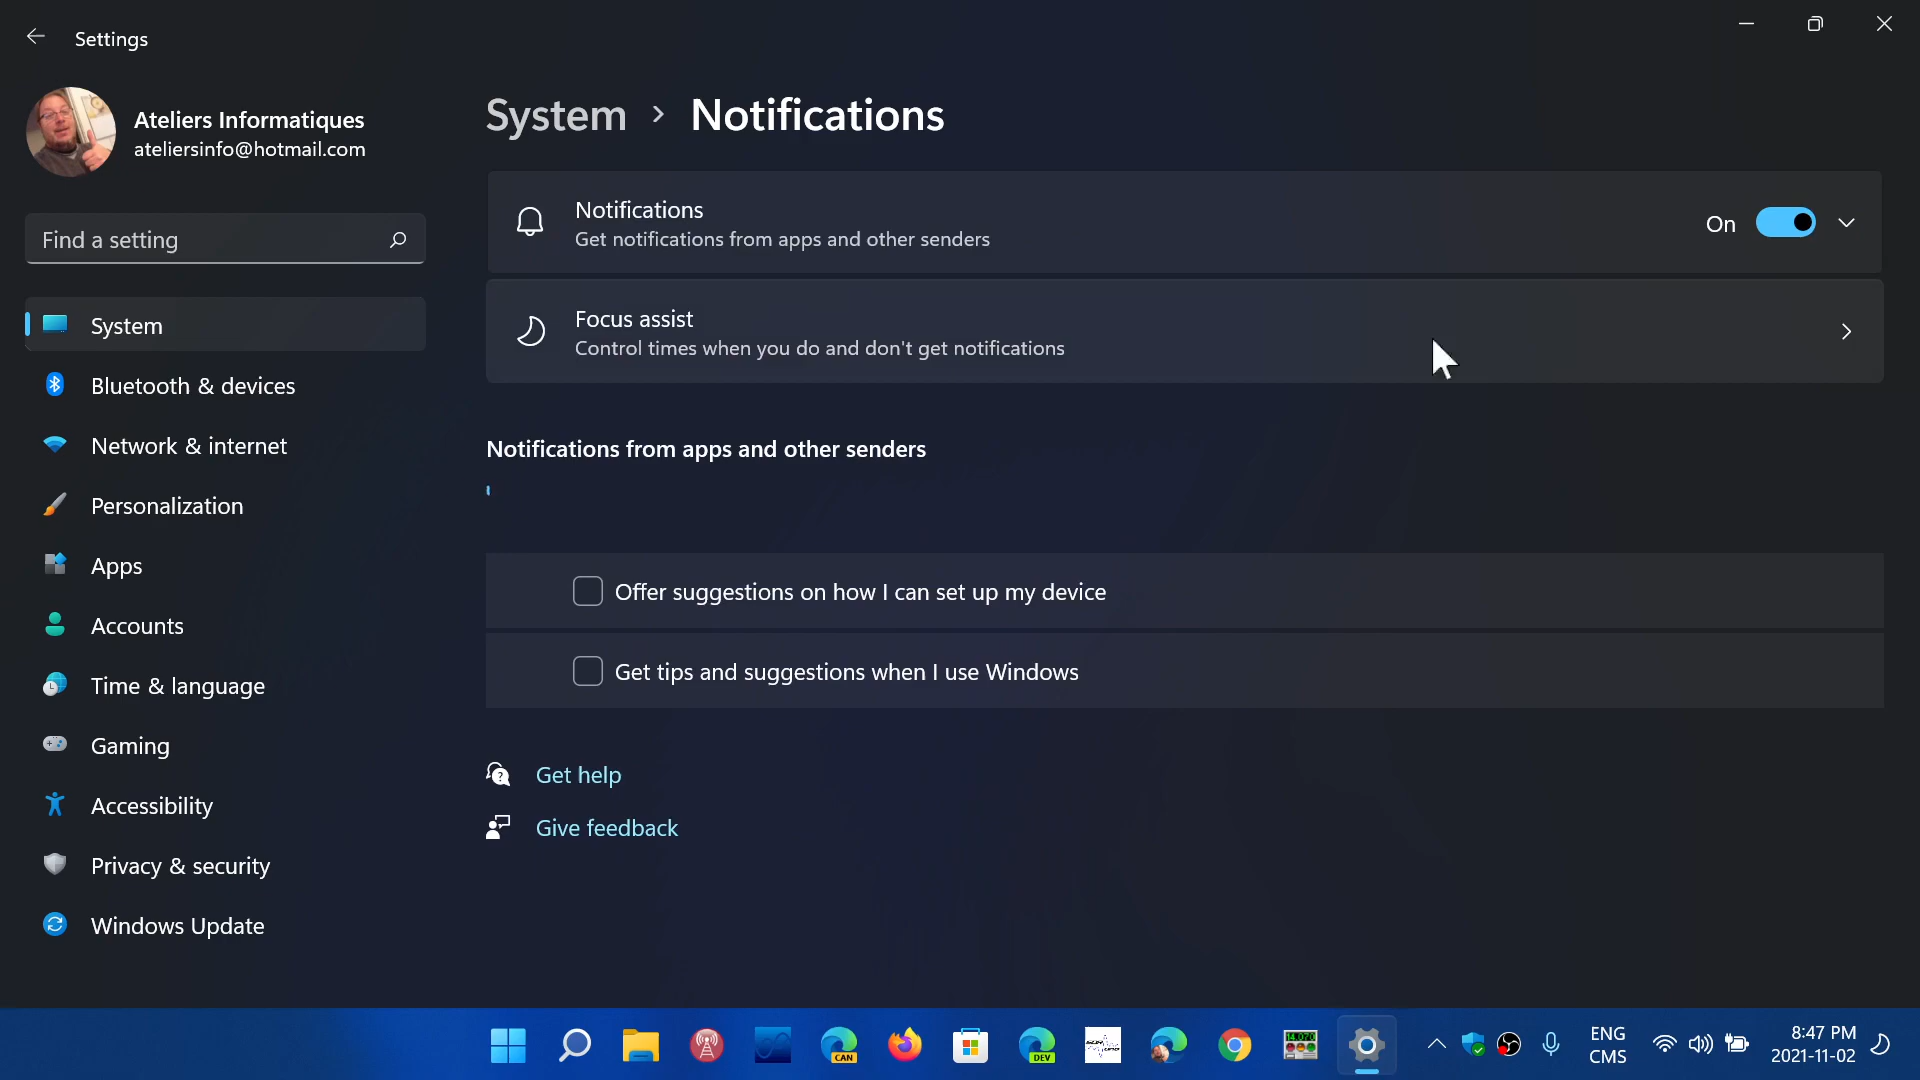 Settings
Ateliers Informatiques
ateliersinfo@hotmail.com
Find a setting
System
Bluetooth & devices
Network & internet
Personalization
Apps
Accounts
Time & language
Gaming
Accessibility
Privacy & security
Windows Update
System > Notifications
Notifications
Get notifications from apps and other senders
On
Focus assist
Control times when you do and don't get notifications
Notifications from apps and other senders
Offer suggestions on how I can set up my device
Get tips and suggestions when I use Windows
Get help
Give feedback
CAN
DEV
ENG
CMS
8:47 PM
2021-11-02